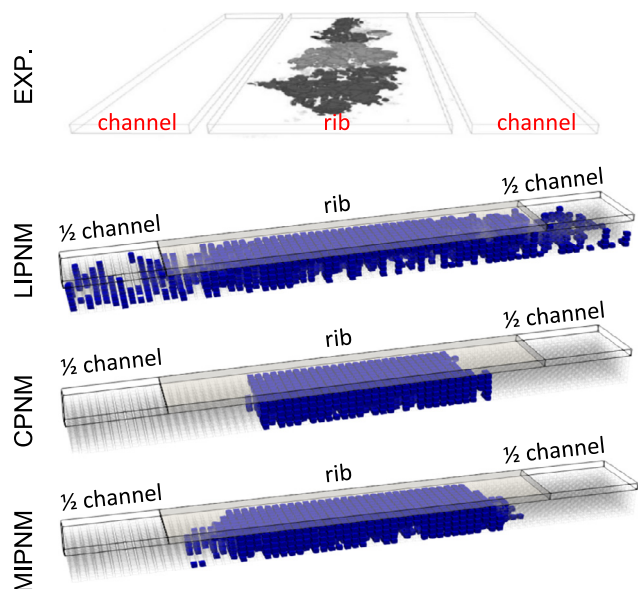 EXP.
channel rib channel
LIPNM
½ channel rib ½ channel
CPNM
½ channel rib ½ channel
MIPNM
½ channel rib ½ channel